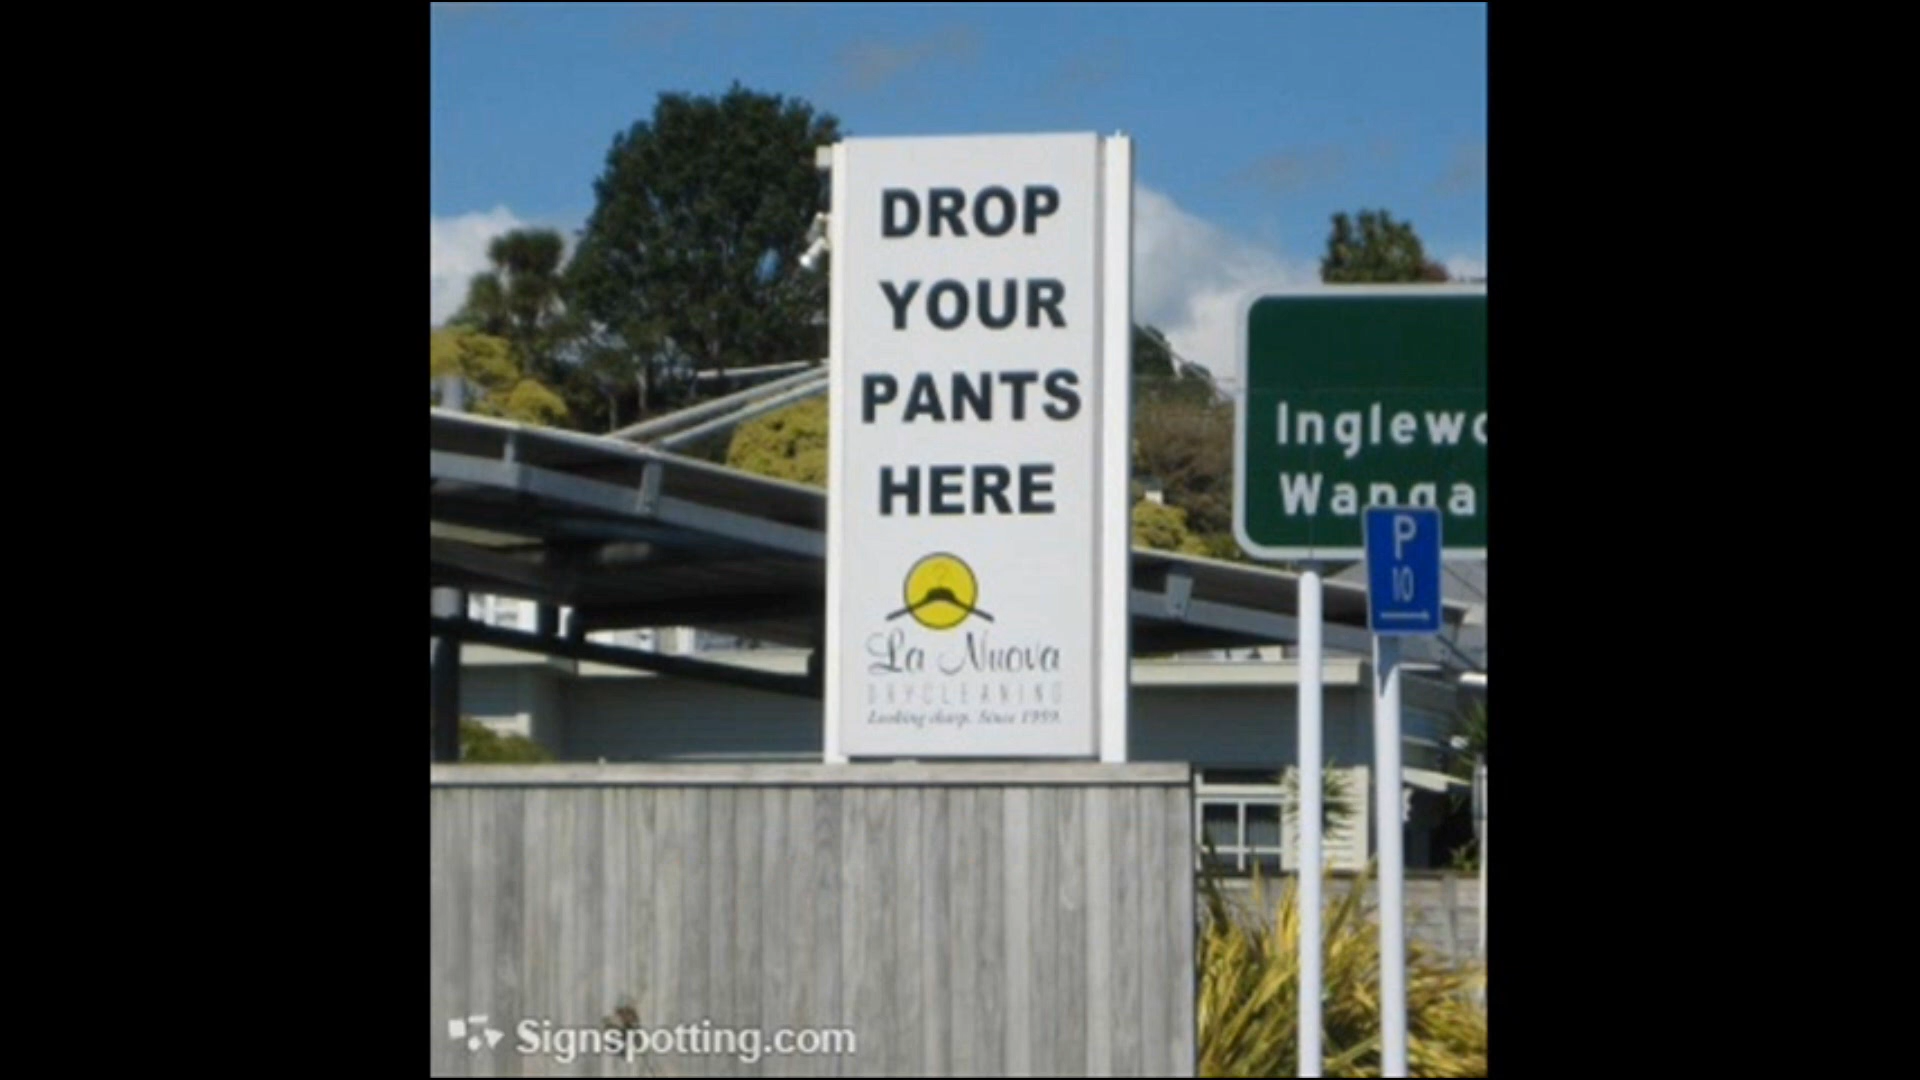 DROP
YOUR
PANTS
HERE
La Nuova
DRYCLEANING
Looking sharp. Since 1959.
Inglewo
Wanga
P
10
Signspotting.com